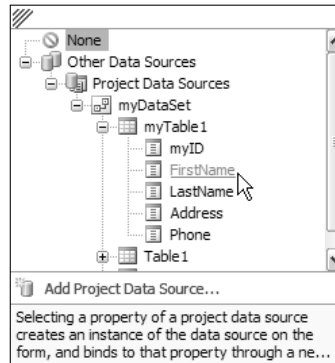 None
Other Data Sources
Project Data Sources
myDataSet
myTable1
myID
FirstName
LastName
Address
Phone
Table1
Add Project Data Source...
Selecting a property of a project data source
creates an instance of the data source on the
form, and binds to that property through a ne...